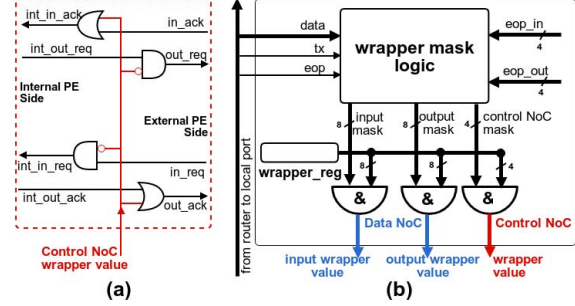 int_in_ack
in_ack
int_out_req
out_req
Internal PE
Side
External PE
Side
int_in_req
in_req
int_out_ack
out_ack
Control NoC
wrapper value
(a)
from router to local port
data
tx
eop
wrapper mask
logic
eop_in
4
eop_out
4
8
input
mask
8
output
mask
4
control NoC
mask
wrapper_reg
8
8
4
&
&
&
Data NoC
Control NoC
input wrapper
value
output wrapper
value
wrapper
value
(b)